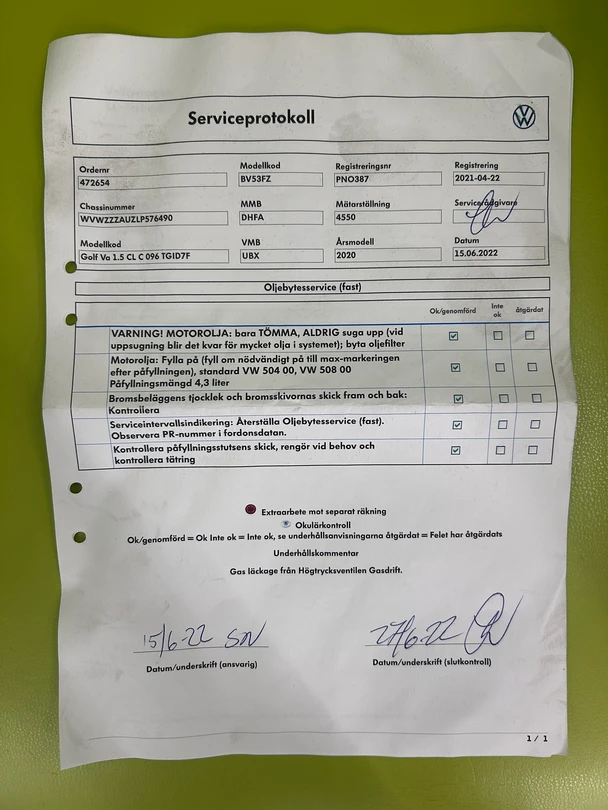 Serviceprotokoll
Ordernr Modellkod Registreringsnr Registrering
472654 BV53FZ PNO387 2021-04-22
Chassinummer MMB Mätarställning Servicerådgivare
WVWZZZAUZLP576490 DHFA 4550
Modellkod VMB Årsmodell Datum
Golf Va 1.5 CL C 096 TGID7F UBX 2020 15.06.2022
Oljebytesservice (fast)
Ok/genomförd Inte ok åtgärdat
VARNING! MOTOROLJA: bara TÖMMA, ALDRIG suga upp (vid
uppsugning blir det kvar för mycket olja i systemet); byta oljefilter
Motorolja: Fylla på (fyll om nödvändigt på till max-markeringen
efter påfyllningen), standard VW 504 00, VW 508 00
Påfyllningsmängd 4,3 liter
Bromsbeläggens tjocklek och bromsskivornas skick fram och bak:
Kontrollera
Serviceintervallsindikering: Återställa Oljebytesservice (fast).
Observera PR-nummer i fordonsdatan.
Kontrollera påfyllningsstutsens skick, rengör vid behov och
kontrollera tätring
Extraarbete mot separat räkning
Okulärkontroll
Ok/genomförd = Ok Inte ok = Inte ok, se underhållsanvisningarna åtgärdat = Felet har åtgärdats
Underhållskommentar
Gas läckage från Högtrycksventilen Gasdrift.
15/6-22 SN 27/6-22
Datum/underskrift (ansvarig) Datum/underskrift (slutkontroll)
1 / 1